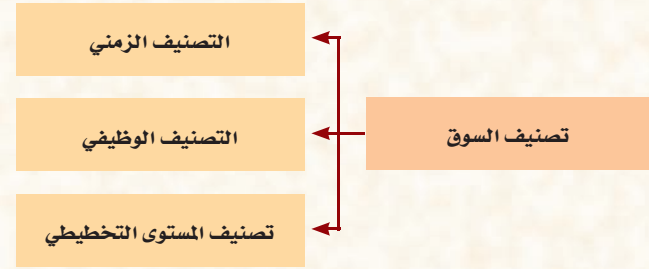 تصنيف السوق
التصنيف الزمني
التصنيف الوظيفي
تصنيف المستوى التخطيطي